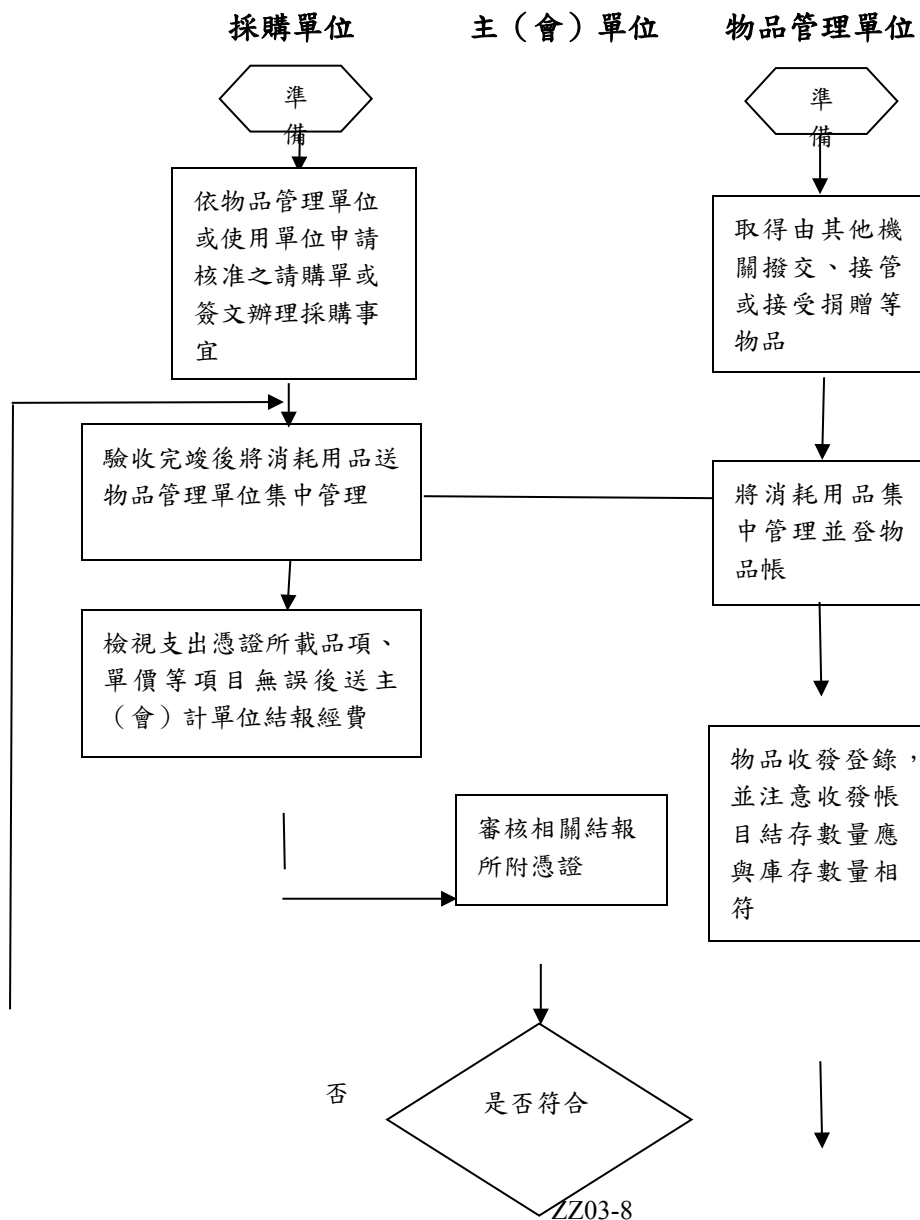 採購單位
主（會）單位
物品管理單位
準
備
準
備
依物品管理單位
或使用單位申請
核准之請購單或
簽文辦理採購事
宜
取得由其他機
關撥交、接管
或接受捐贈等
物品
驗收完竣後將消耗用品送
物品管理單位集中管理
將消耗用品集
中管理並登物
品帳
檢視支出憑證所載品項、
單價等項目無誤後送主
（會）計單位結報經費
物品收發登錄，
並注意收發帳
目結存數量應
與庫存數量相
符
審核相關結報
所附憑證
否
是否符合
ZZ03-8